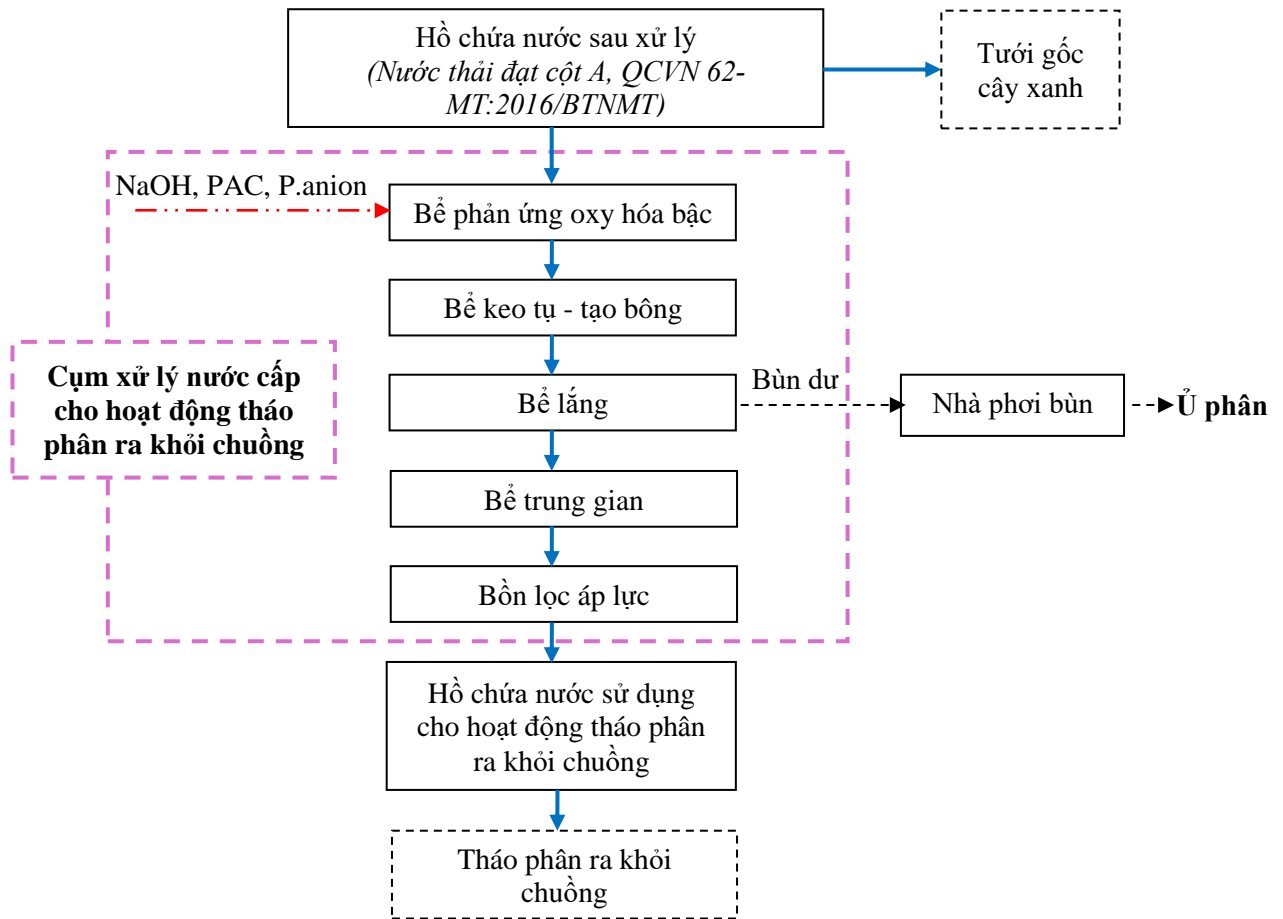 Hồ chứa nước sau xử lý
(Nước thải đạt cột A, QCVN 62-
MT:2016/BTNMT)
Tưới gốc
cây xanh
NaOH, PAC, P.anion
Bể phản ứng oxy hóa bậc
Bể keo tụ - tạo bông
Cụm xử lý nước cấp
cho hoạt động tháo
phân ra khỏi chuồng
Bể lắng
Bùn dư
Nhà phơi bùn
Ủ phân
Bể trung gian
Bồn lọc áp lực
Hồ chứa nước sử dụng
cho hoạt động tháo phân
ra khỏi chuồng
Tháo phân ra khỏi
chuồng